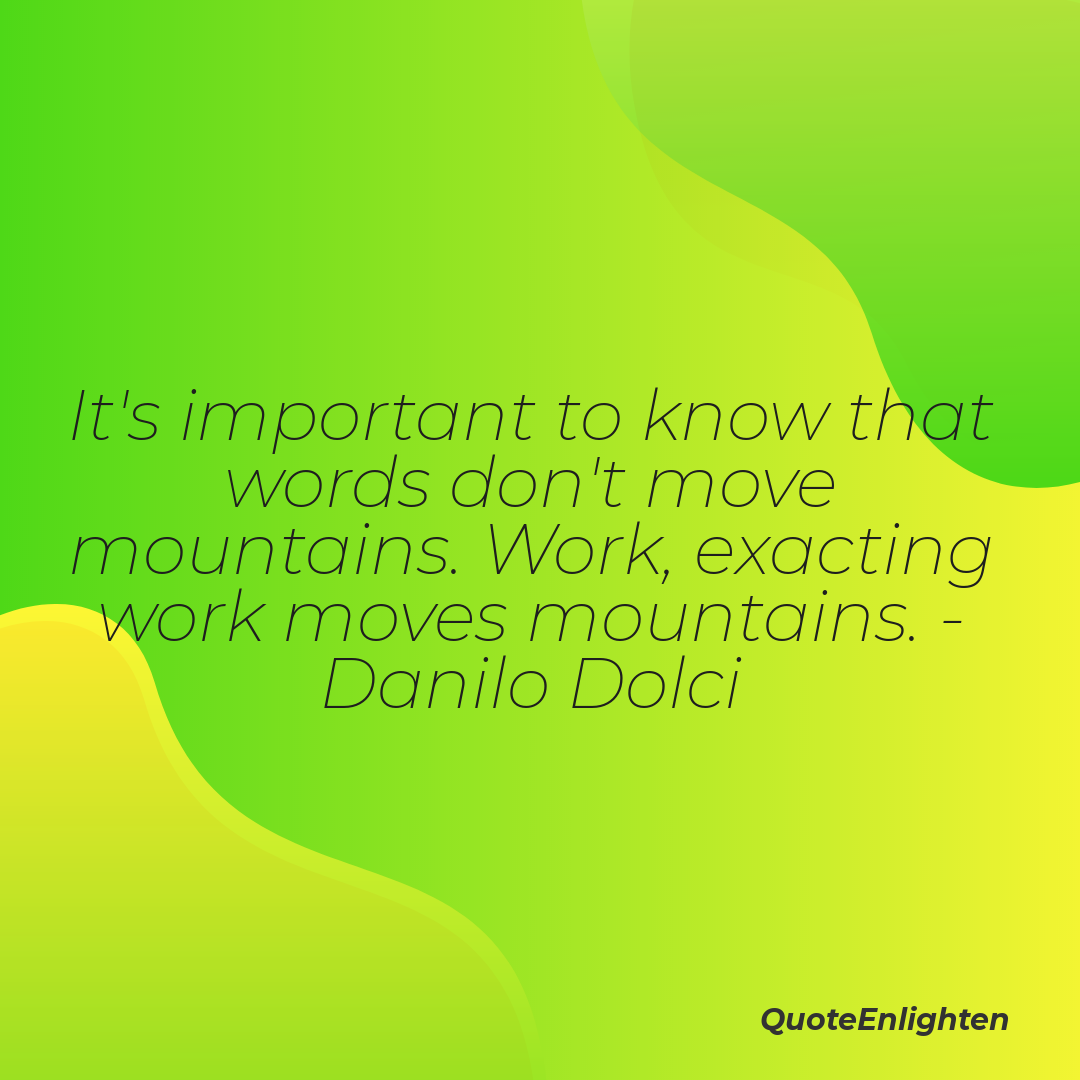 It's important to know that
words don't move
mountains. Work, exacting
work moves mountains. -
Danilo Dolci
QuoteEnlighten